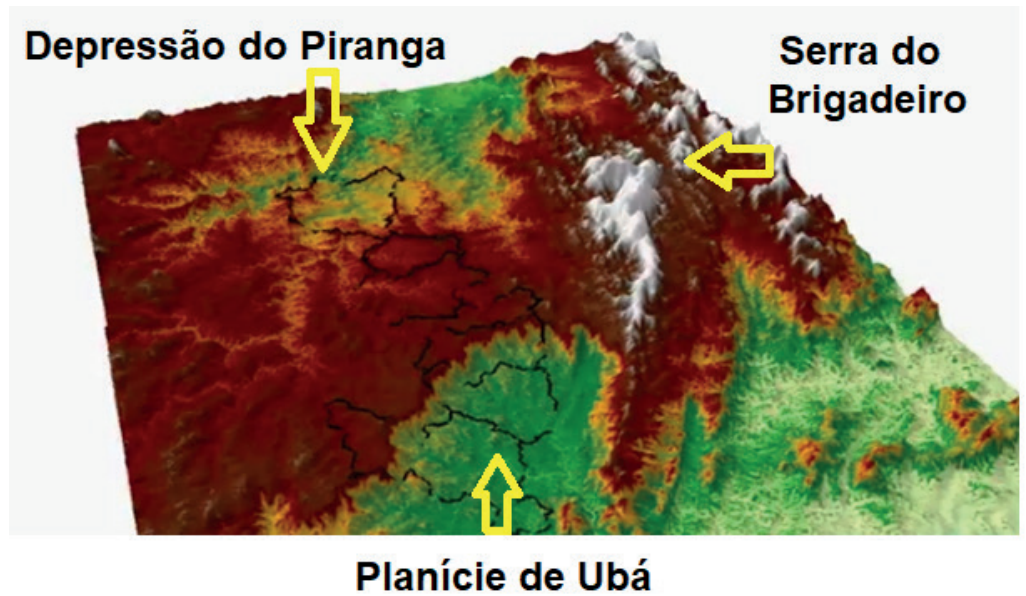 Depressão do Piranga
Serra do
Brigadeiro
Planície de Ubá